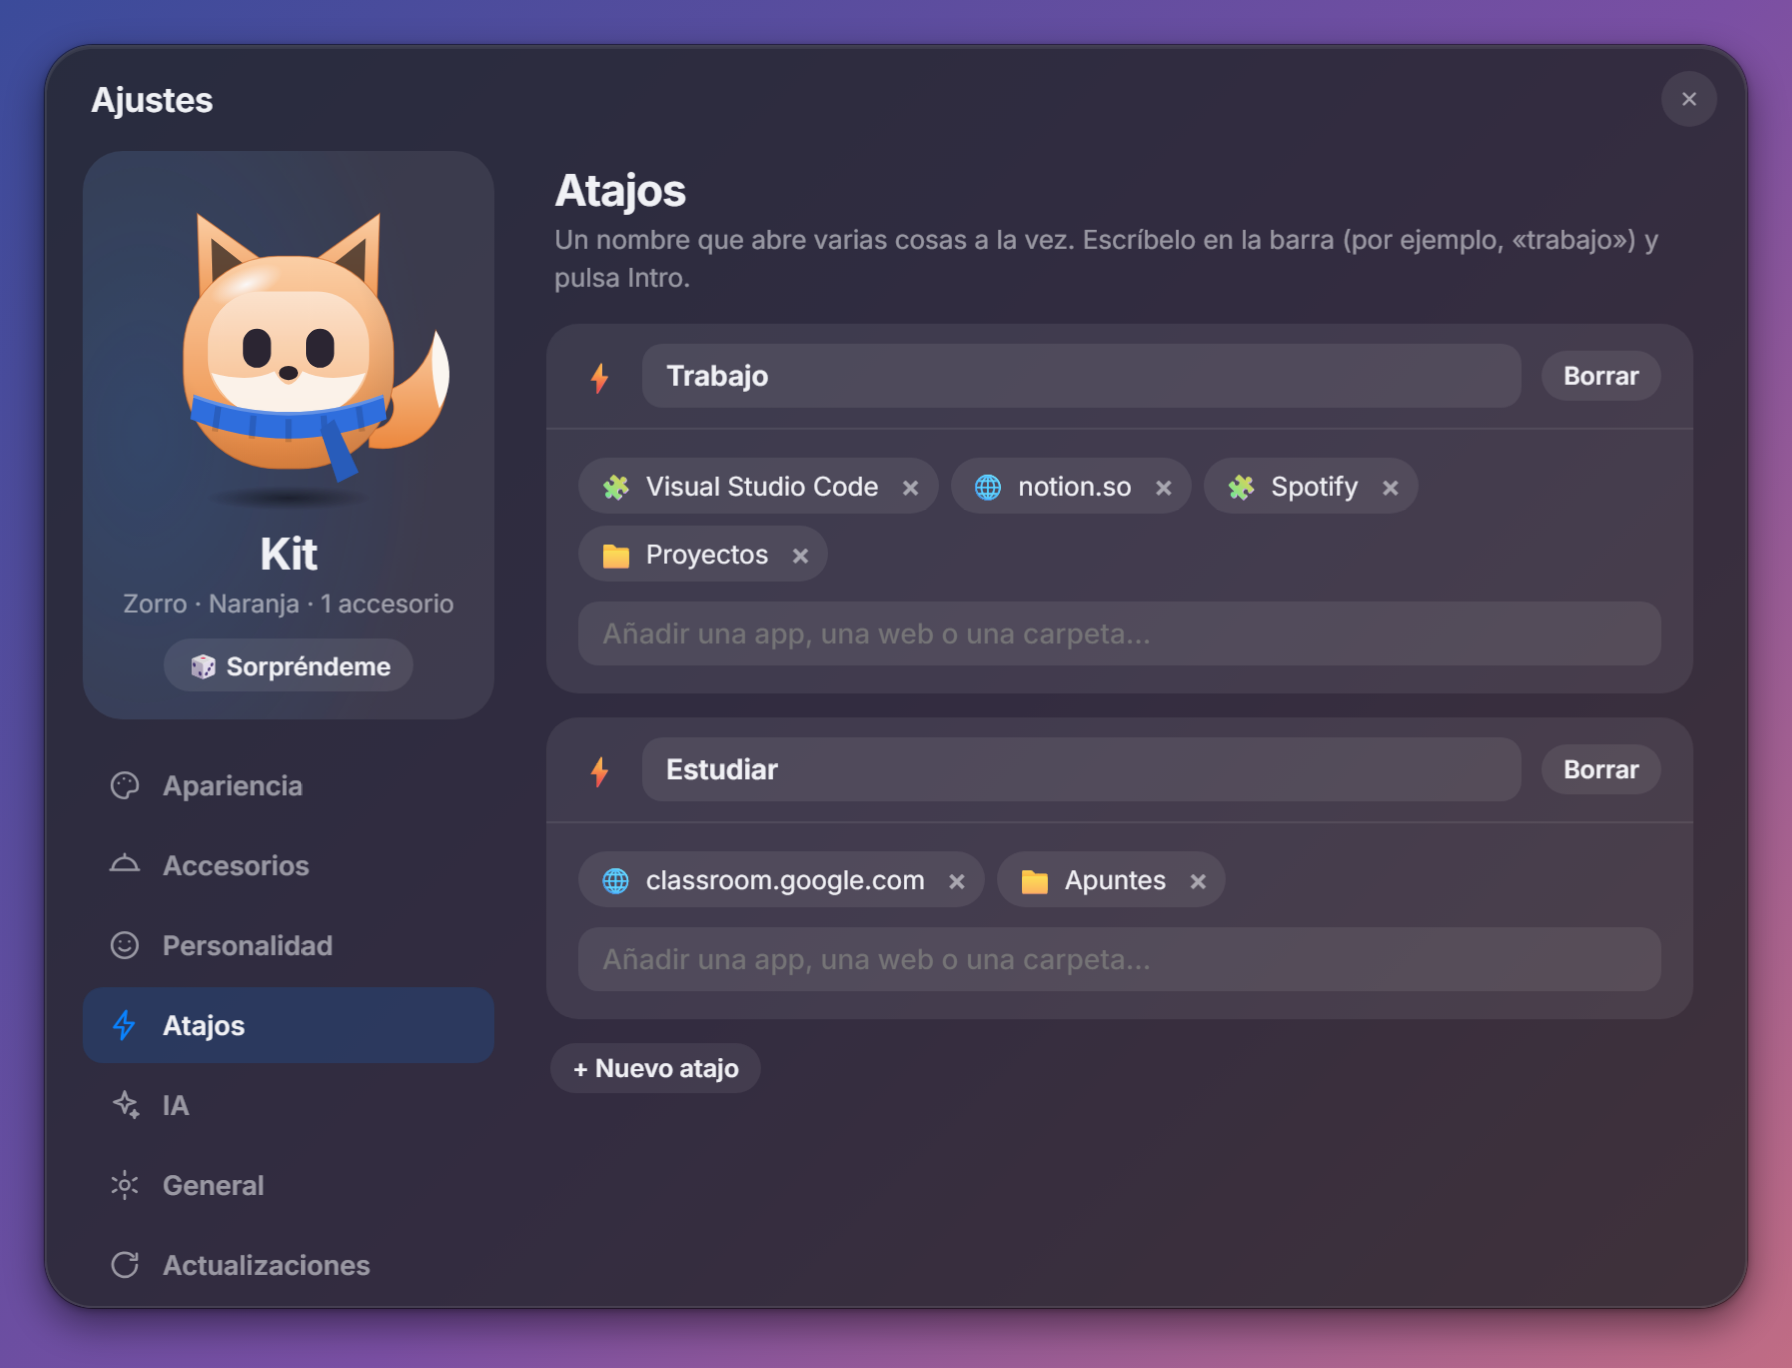 Ajustes
×
Kit
Zorro · Naranja · 1 accesorio
Sorpréndeme
Apariencia
Accesorios
Personalidad
Atajos
IA
General
Actualizaciones
Atajos
Un nombre que abre varias cosas a la vez. Escríbelo en la barra (por ejemplo, «trabajo») y
pulsa Intro.
Trabajo
Borrar
Visual Studio Code ×
notion.so ×
Spotify ×
Proyectos ×
Añadir una app, una web o una carpeta...
Estudiar
Borrar
classroom.google.com ×
Apuntes ×
Añadir una app, una web o una carpeta...
+ Nuevo atajo